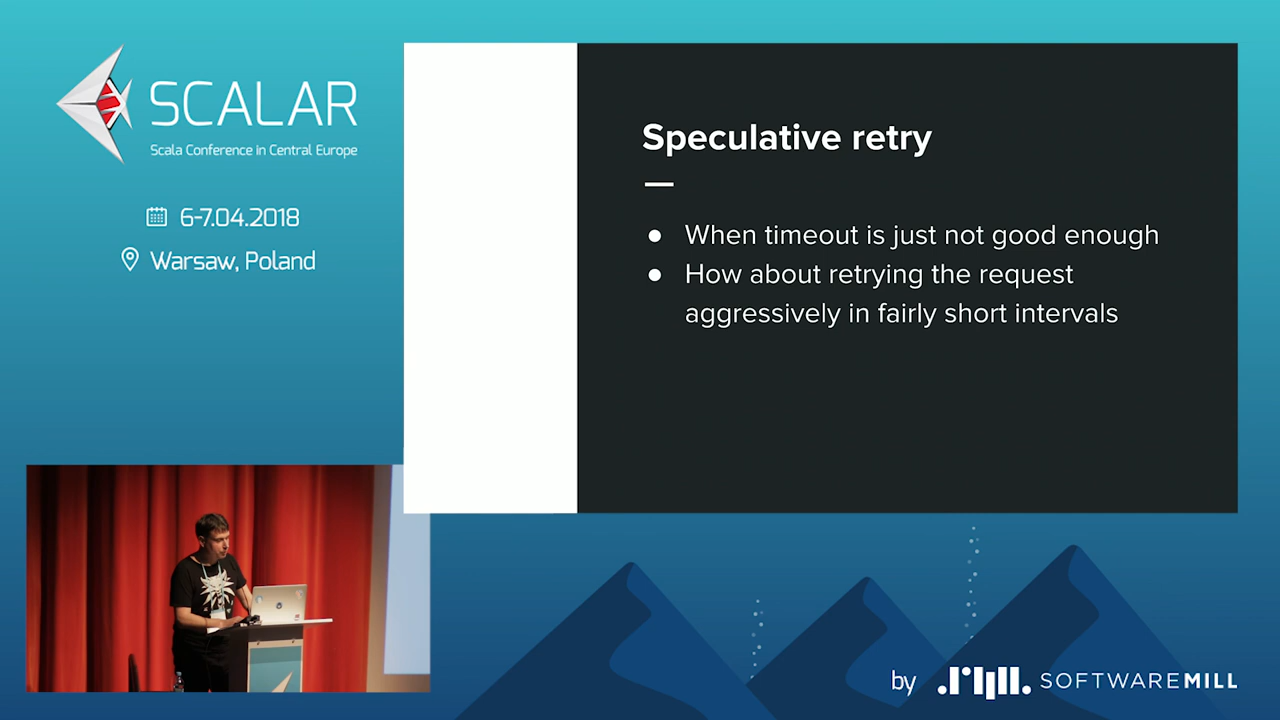 SCALAR
Scala Conference in Central Europe
6-7.04.2018
Warsaw, Poland
Speculative retry
● When timeout is just not good enough
● How about retrying the request
aggressively in fairly short intervals
by SOFTWAREMILL